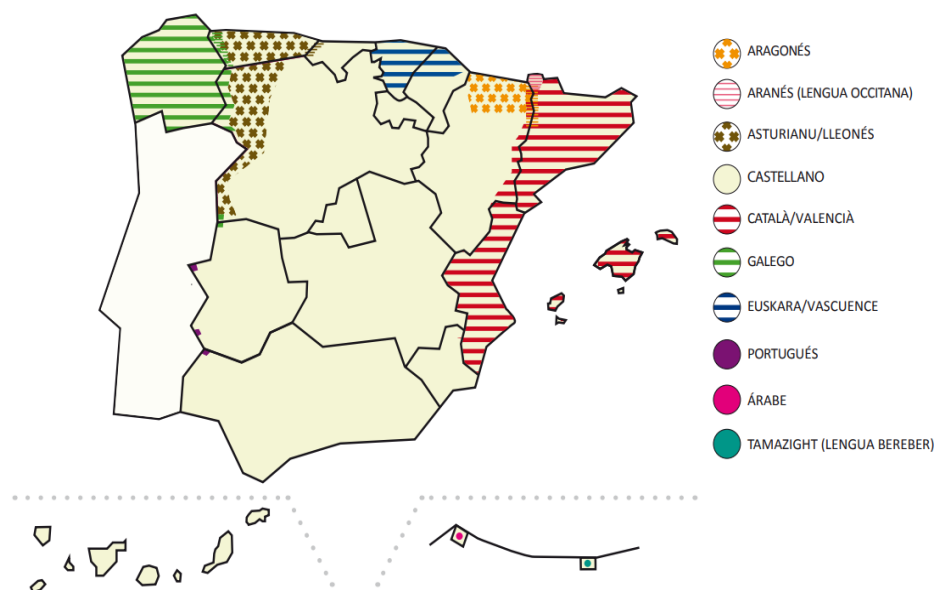 ARAGONÉS
ARANÉS (LENGUA OCCITANA)
ASTURIANU/LLEONÉS
CASTELLANO
CATALÀ/VALENCIÀ
GALEGO
EUSKARA/VASCUENCE
PORTUGUÉS
ÁRABE
TAMAZIGHT (LENGUA BEREBER)